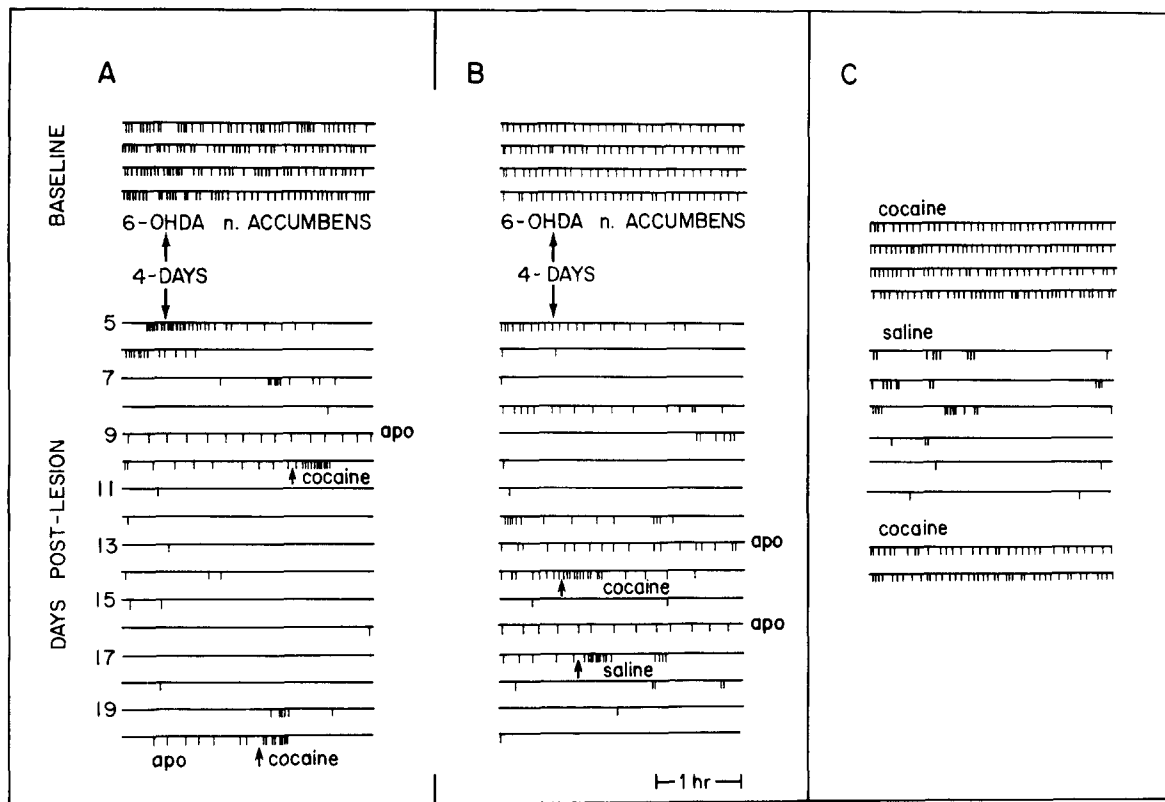 A
BASELINE
6-OHDA n. ACCUMBENS
4-DAYS
DAYS POST-LESION
5
7
9 apo
cocaine
11
13
15
17
19
apo cocaine
B
6-OHDA n. ACCUMBENS
4-DAYS
apo
cocaine
apo
saline
1 hr
C
cocaine
saline
cocaine